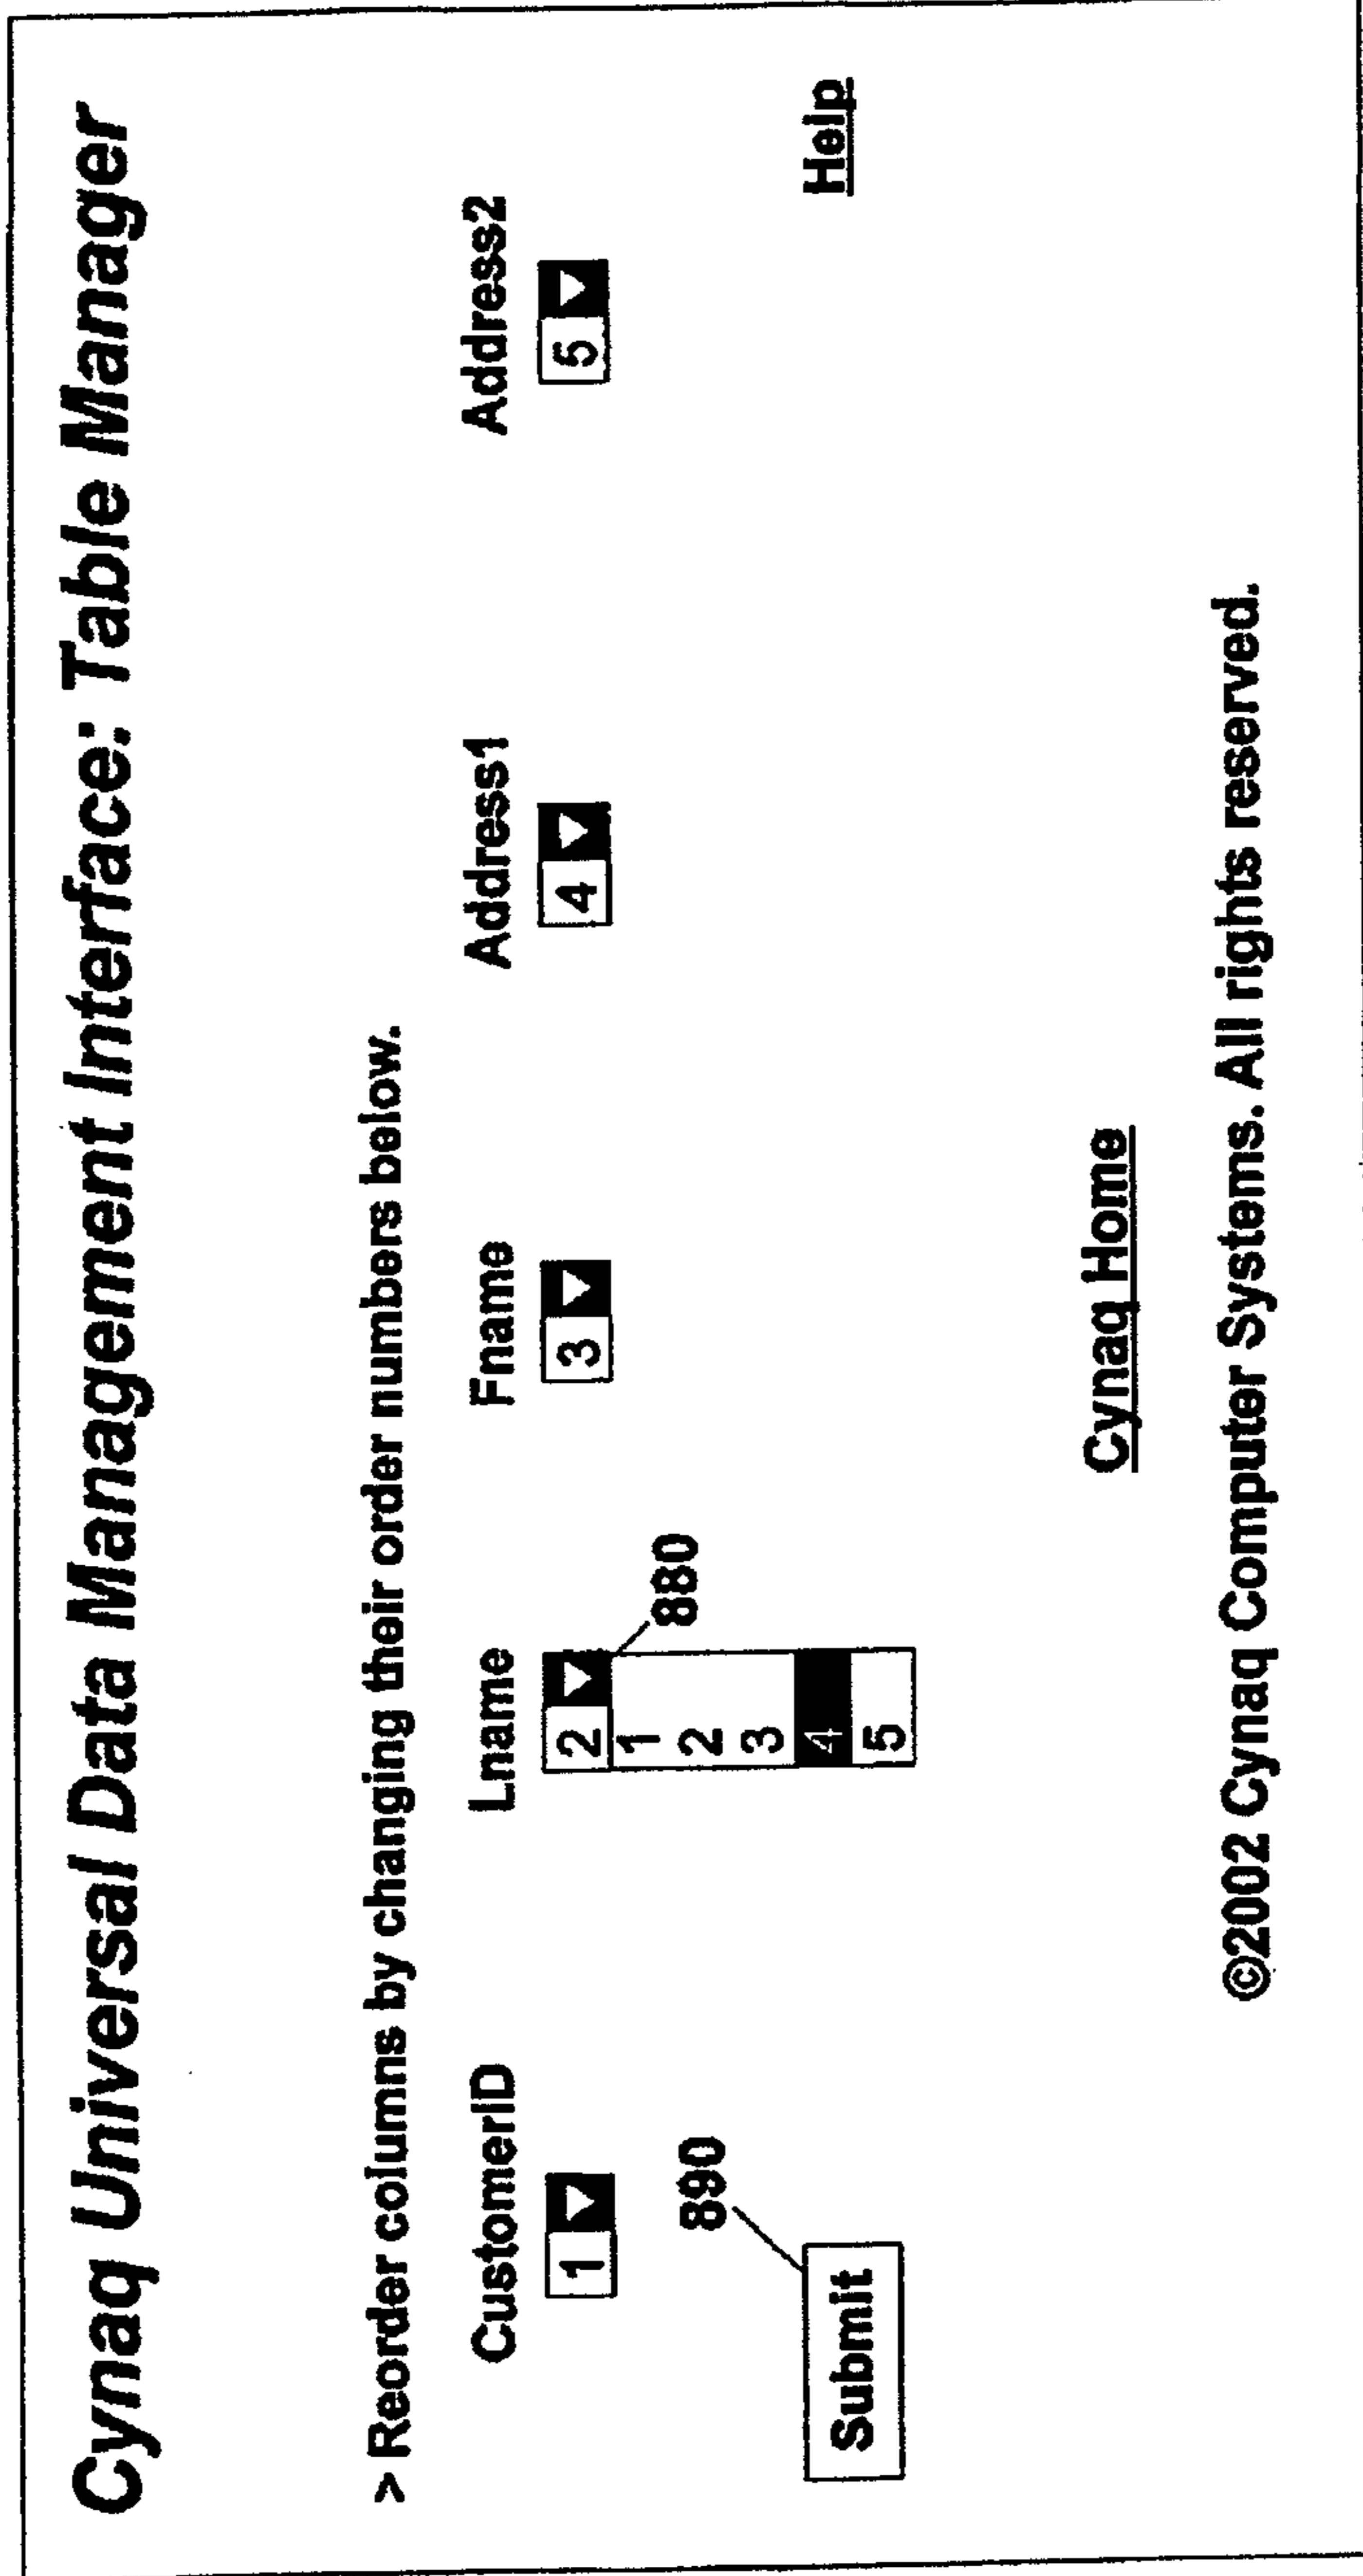 Cynaq Universal Data Management Interface: Table Manager
> Reorder columns by changing their order numbers below.
CustomerID Lname Fname Address1 Address2
1 2 3 4 5
1
2
3
4
5
880
890
Submit
Help
Cynaq Home
©2002 Cynaq Computer Systems. All rights reserved.